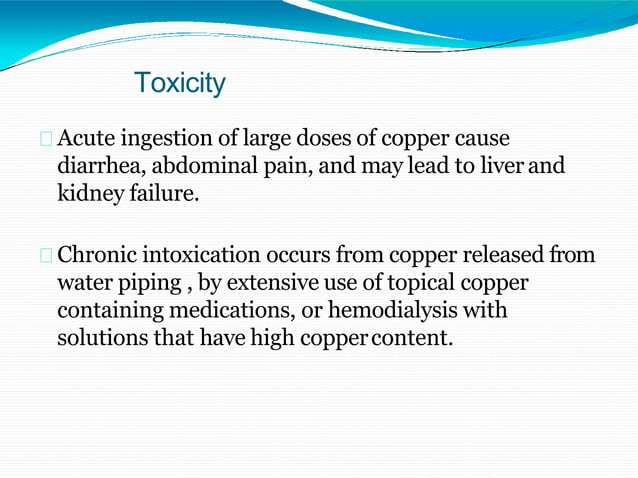 Toxicity
Acute ingestion of large doses of copper cause
diarrhea, abdominal pain, and may lead to liver and
kidney failure.
Chronic intoxication occurs from copper released from
water piping , by extensive use of topical copper
containing medications, or hemodialysis with
solutions that have high copper content.